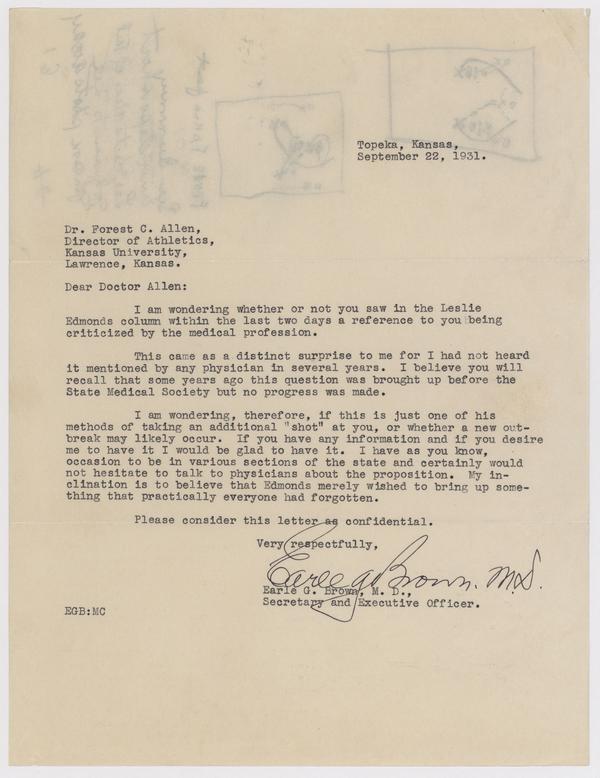 Topeka, Kansas,
September 22, 1931.
Dr. Forest C. Allen,
Director of Athletics,
Kansas University,
Lawrence, Kansas.
Dear Doctor Allen:
I am wondering whether or not you saw in the Leslie
Edmonds column within the last two days a reference to you being
criticized by the medical profession.
This came as a distinct surprise to me for I had not heard
it mentioned by any physician in several years. I believe you will
recall that some years ago this question was brought up before the
State Medical Society but no progress was made.
I am wondering, therefore, if this is just one of his
methods of taking an additional "shot" at you, or whether a new out-
break may likely occur. If you have any information and if you desire
me to have it I would be glad to have it. I have as you know,
occasion to be in various sections of the state and certainly would
not hesitate to talk to physicians about the proposition. My in-
clination is to believe that Edmonds merely wished to bring up some-
thing that practically everyone had forgotten.
Please consider this letter as confidential.
Very respectfully,
Earle G. Brown. M.D.
Earle G. Brown, M. D.,
Secretary and Executive Officer.
EGB:MC